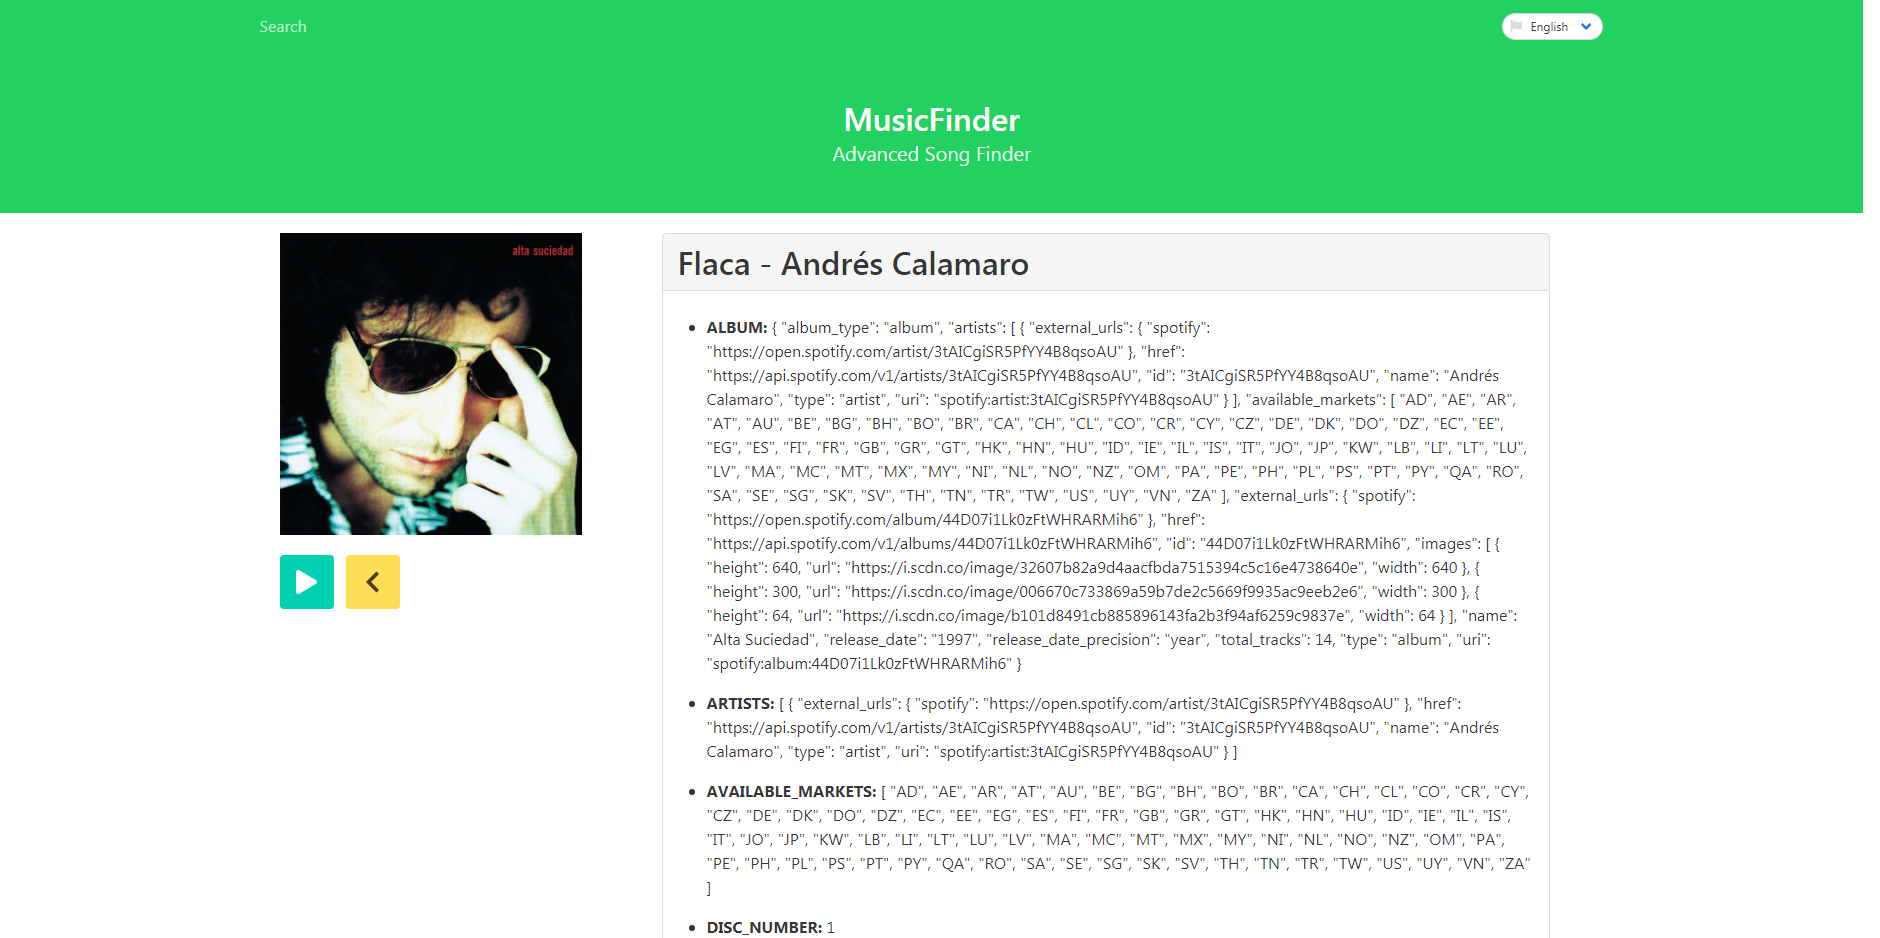 Search
English
MusicFinder
Advanced Song Finder
alta suciedad
Flaca - Andrés Calamaro
ALBUM: { "album_type": "album", "artists": [ { "external_urls": { "spotify":
"https://open.spotify.com/artist/3tAICgiSR5PfYY4B8qsoAU" }, "href":
"https://api.spotify.com/v1/artists/3tAICgiSR5PfYY4B8qsoAU", "id": "3tAICgiSR5PfYY4B8qsoAU", "name": "Andrés
Calamaro", "type": "artist", "uri": "spotify:artist:3tAICgiSR5PfYY4B8qsoAU" } ], "available_markets": [ "AD", "AE", "AR",
"AT", "AU", "BE", "BG", "BH", "BO", "BR", "CA", "CH", "CL", "CO", "CR", "CY", "CZ", "DE", "DK", "DO", "DZ", "EC", "EE",
"EG", "ES", "FI", "FR", "GB", "GR", "GT", "HK", "HN", "HU", "ID", "IE", "IL", "IS", "IT", "JO", "JP", "KW", "LB", "LI", "LT", "LU",
"LV", "MA", "MC", "MT", "MX", "MY", "NI", "NL", "NO", "NZ", "OM", "PA", "PE", "PH", "PL", "PS", "PT", "PY", "QA", "RO",
"SA", "SE", "SG", "SK", "SV", "TH", "TN", "TR", "TW", "US", "UY", "VN", "ZA" ], "external_urls": { "spotify":
"https://open.spotify.com/album/44D07i1Lk0zFtWHRARMih6" }, "href":
"https://api.spotify.com/v1/albums/44D07i1Lk0zFtWHRARMih6", "id": "44D07i1Lk0zFtWHRARMih6", "images": [ {
"height": 640, "url": "https://i.scdn.co/image/32607b82a9d4aacfbda7515394c5c16e4738640e", "width": 640 }, {
"height": 300, "url": "https://i.scdn.co/image/006670c733869a59b7de2c5669f9935ac9eeb2e6", "width": 300 }, {
"height": 64, "url": "https://i.scdn.co/image/b101d8491cb885896143fa2b3f94af6259c9837e", "width": 64 } ], "name":
"Alta Suciedad", "release_date": "1997", "release_date_precision": "year", "total_tracks": 14, "type": "album", "uri":
"spotify:album:44D07i1Lk0zFtWHRARMih6" }
ARTISTS: [ { "external_urls": { "spotify": "https://open.spotify.com/artist/3tAICgiSR5PfYY4B8qsoAU" }, "href":
"https://api.spotify.com/v1/artists/3tAICgiSR5PfYY4B8qsoAU", "id": "3tAICgiSR5PfYY4B8qsoAU", "name": "Andrés
Calamaro", "type": "artist", "uri": "spotify:artist:3tAICgiSR5PfYY4B8qsoAU" } ]
AVAILABLE_MARKETS: [ "AD", "AE", "AR", "AT", "AU", "BE", "BG", "BH", "BO", "BR", "CA", "CH", "CL", "CO", "CR", "CY",
"CZ", "DE", "DK", "DO", "DZ", "EC", "EE", "EG", "ES", "FI", "FR", "GB", "GR", "GT", "HK", "HN", "HU", "ID", "IE", "IL", "IS",
"IT", "JO", "JP", "KW", "LB", "LI", "LT", "LU", "LV", "MA", "MC", "MT", "MX", "MY", "NI", "NL", "NO", "NZ", "OM", "PA",
"PE", "PH", "PL", "PS", "PT", "PY", "QA", "RO", "SA", "SE", "SG", "SK", "SV", "TH", "TN", "TR", "TW", "US", "UY", "VN", "ZA"
]
DISC_NUMBER: 1